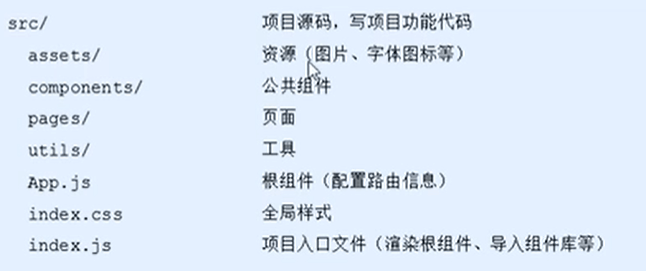 src/ 项目源码，写项目功能代码
assets/ 资源（图片、字体图标等）
components/ 公共组件
pages/ 页面
utils/ 工具
App.js 根组件（配置路由信息）
index.css 全局样式
index.js 项目入口文件（渲染根组件、导入组件库等）